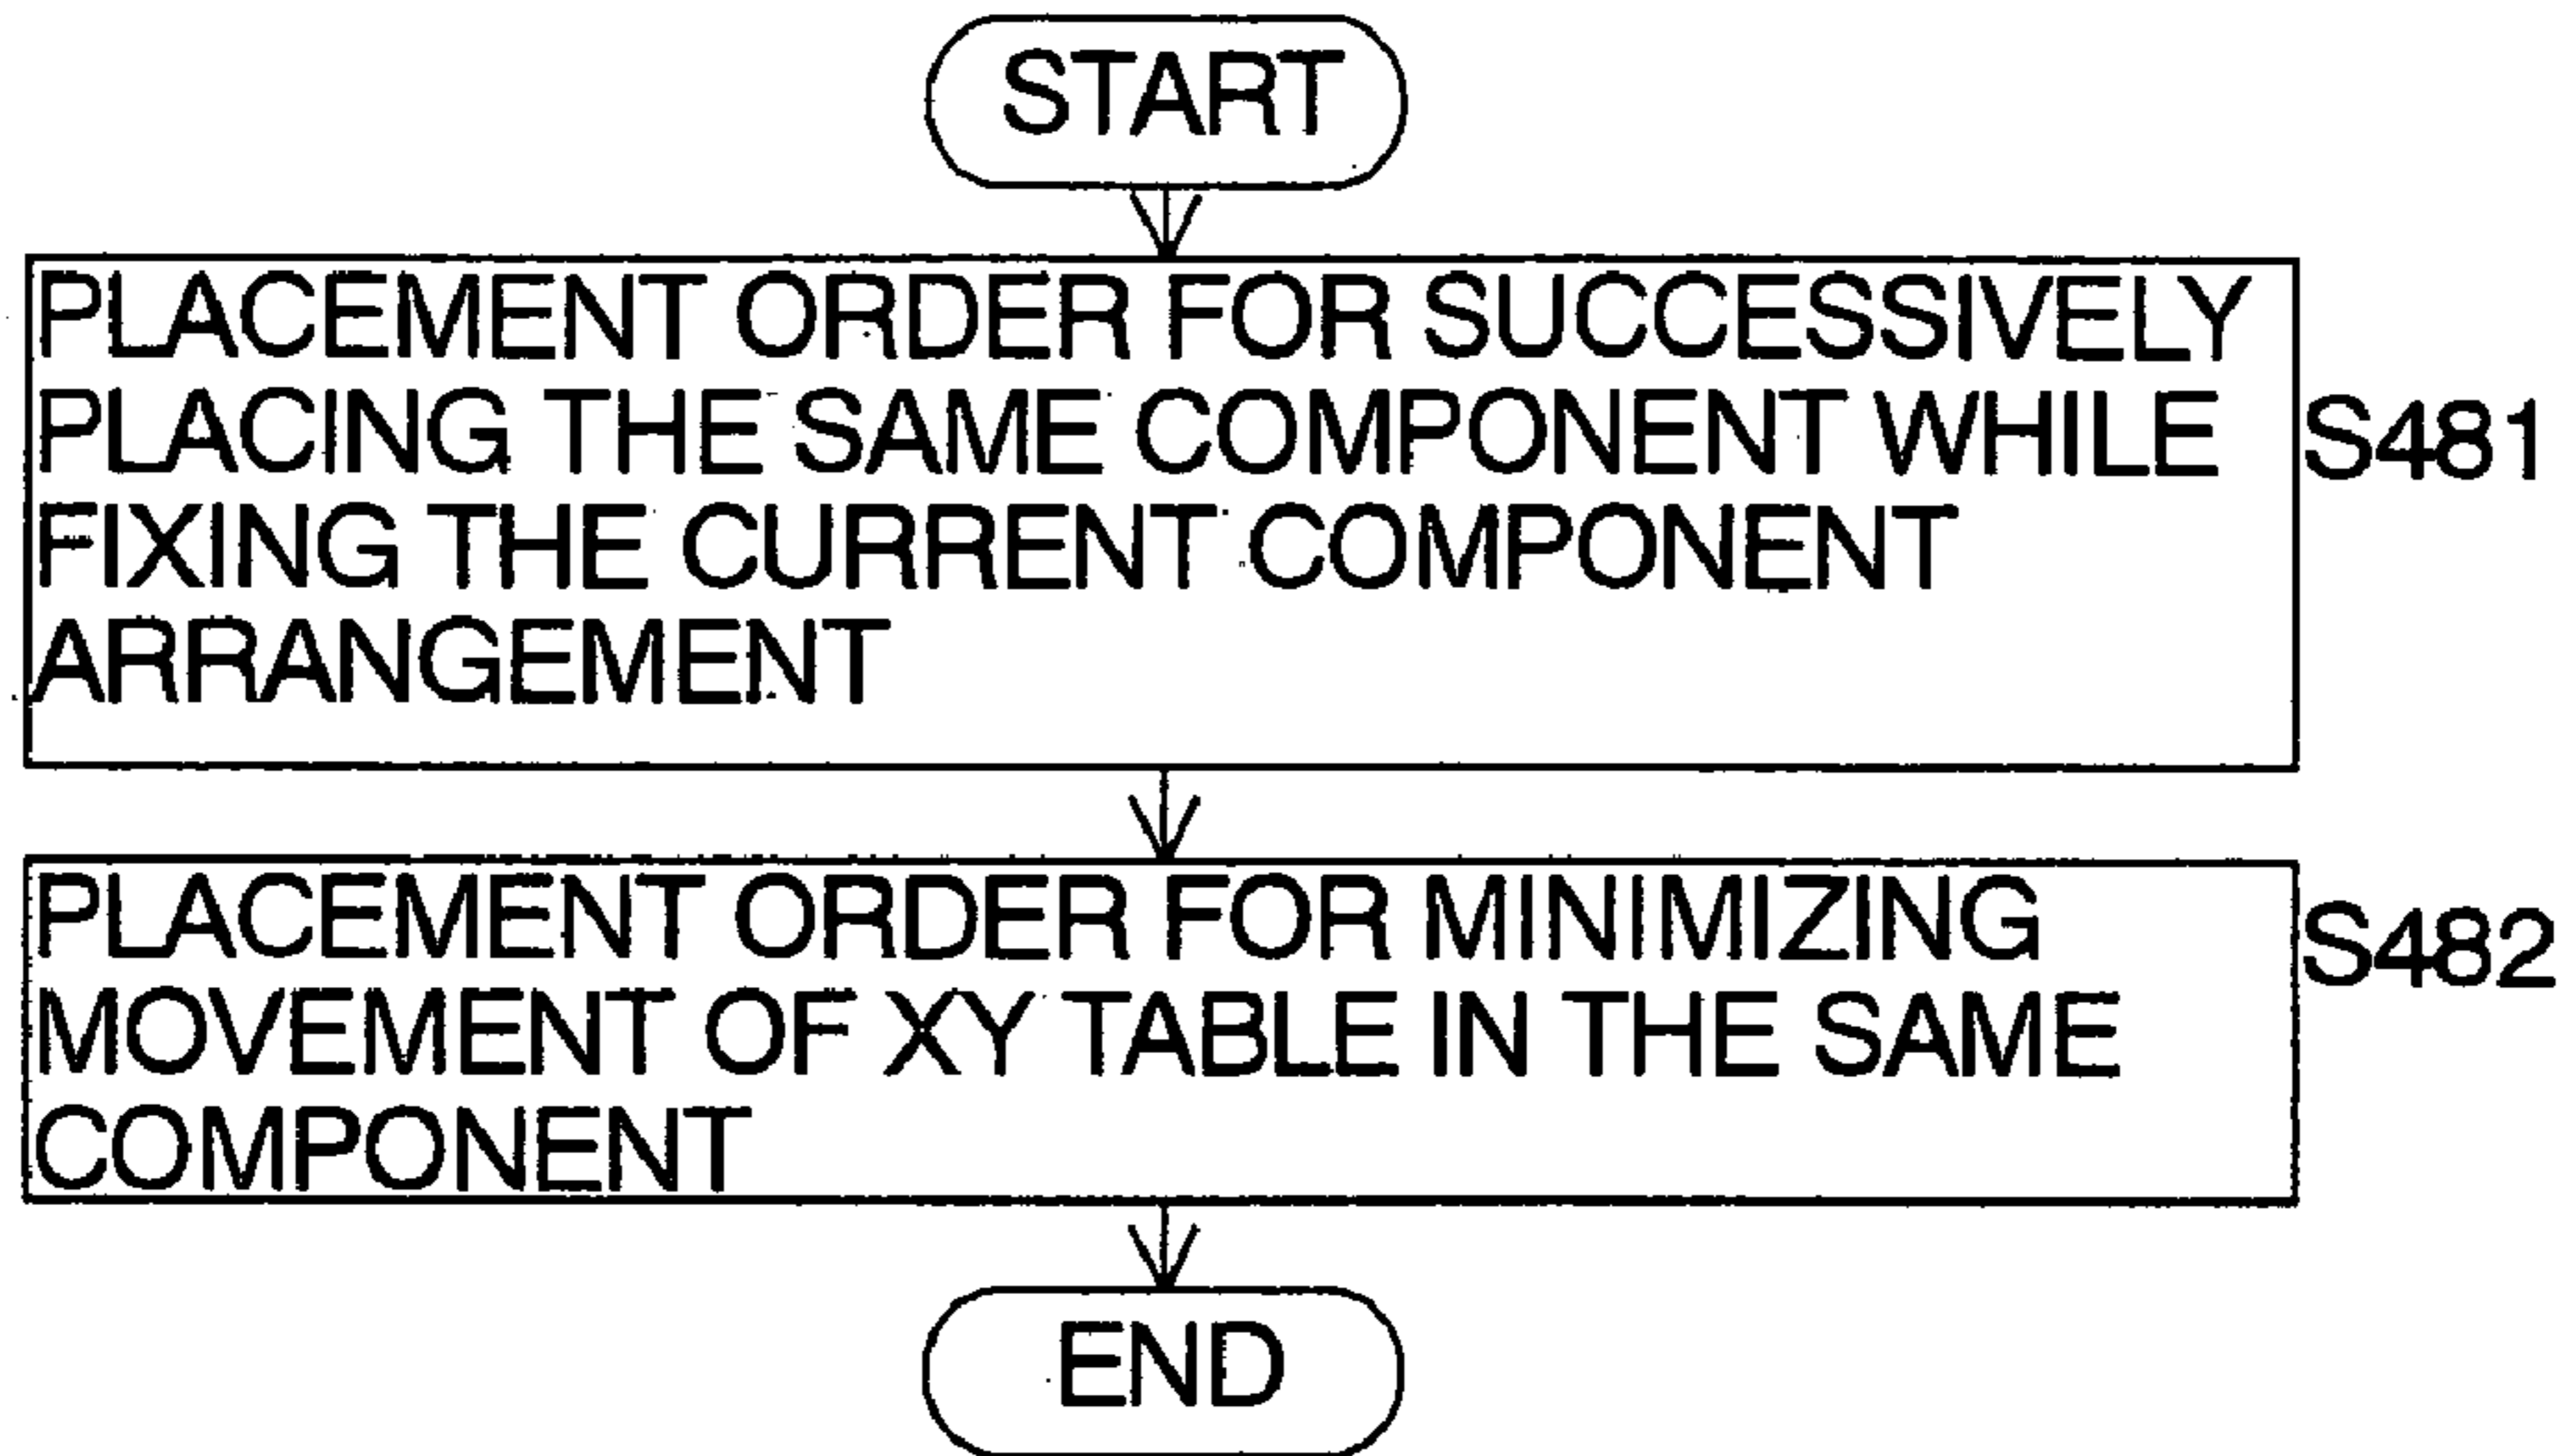 START
PLACEMENT ORDER FOR SUCCESSIVELY
PLACING THE SAME COMPONENT WHILE
FIXING THE CURRENT COMPONENT
ARRANGEMENT
S481
PLACEMENT ORDER FOR MINIMIZING
MOVEMENT OF XY TABLE IN THE SAME
COMPONENT
S482
END